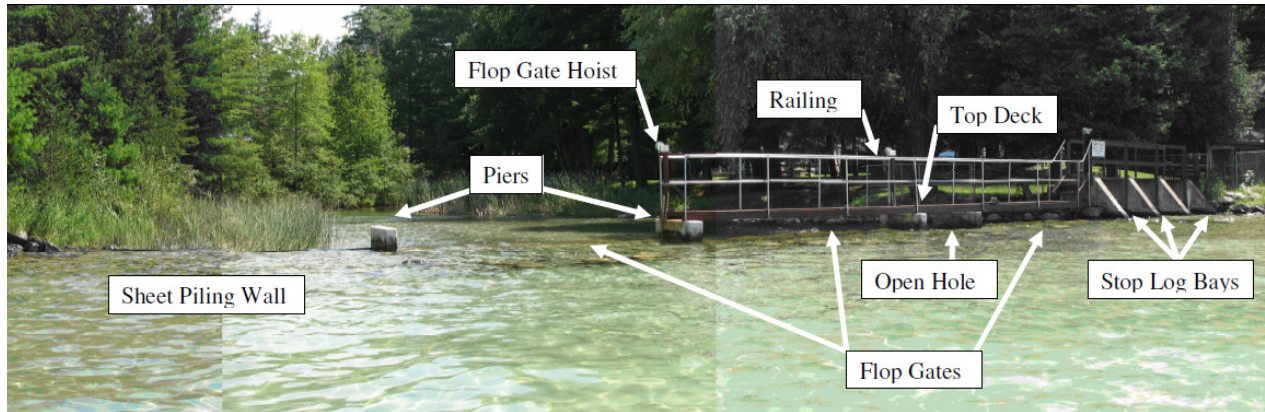 Flop Gate Hoist
Railing
Top Deck
Piers
Sheet Piling Wall
Open Hole
Stop Log Bays
Flop Gates